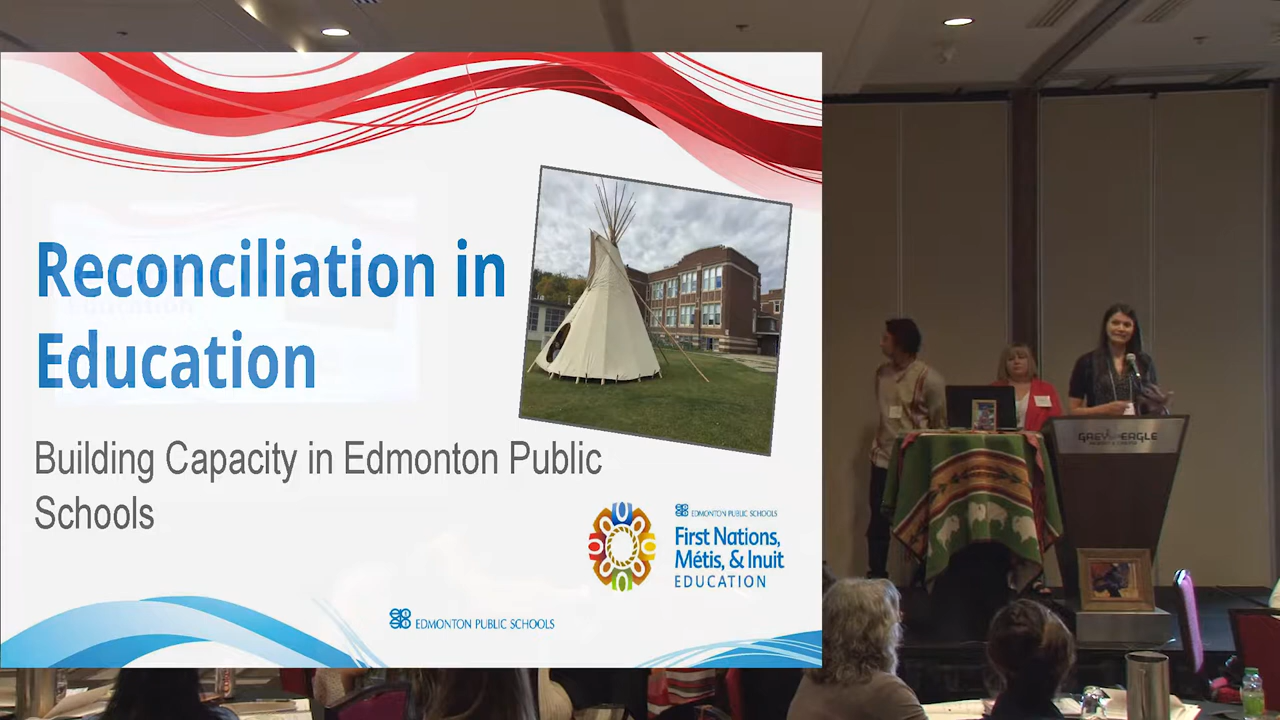 Reconciliation in
Education
Building Capacity in Edmonton Public
Schools
EDMONTON PUBLIC SCHOOLS
First Nations,
Métis, & Inuit
EDUCATION
EDMONTON PUBLIC SCHOOLS
GREY EAGLE